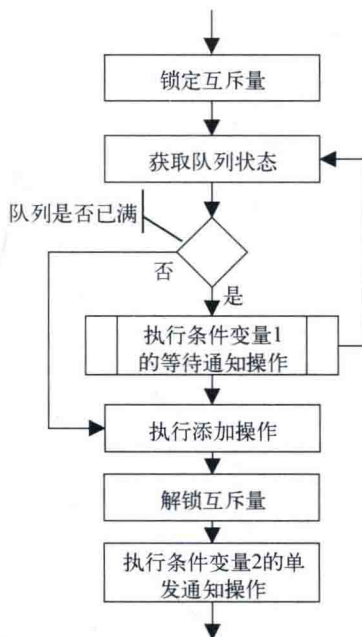 锁定互斥量
获取队列状态
队列是否已满
否
是
执行条件变量1
的等待通知操作
执行添加操作
解锁互斥量
执行条件变量2的单
发通知操作